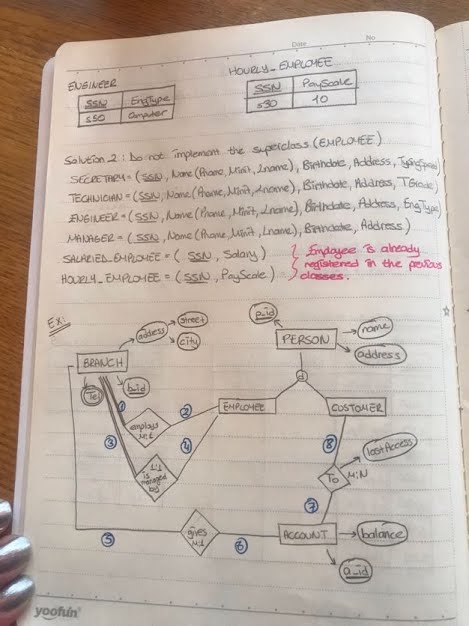 Date
No
ENGINEER
SSN EngType
550 Computer
HOURLY_EMPLOYEE
SSN PayScale
530 10
Solution 2: Do not implement the superclass (EMPLOYEE)
SECRETARY = (SSN, Name(Fname, Minit, Lname), Birthdate, Address, TypingSpeed)
TECHNICIAN = (SSN, Name(Fname, Minit, Lname), Birthdate, Address, TGrade)
ENGINEER = (SSN, Name(Fname, Minit, Lname), Birthdate, Address, EngType)
MANAGER = (SSN, Name(Fname, Minit, Lname), Birthdate, Address)
SALARIED_EMPLOYEE = (SSN, Salary)
HOURLY_EMPLOYEE = (SSN, PayScale)
Employee is already
registered in the previous
classes.
Ex:
address
street
city
BRANCH
Tel
b_id
p_id
PERSON
name
address
d
EMPLOYEE
CUSTOMER
1
2
employs
N:1
3
4
1:1
is
managed
by
8
lastAccess
To
M:N
7
5
gives
N:1
6
ACCOUNT
balance
a_id
yoofun